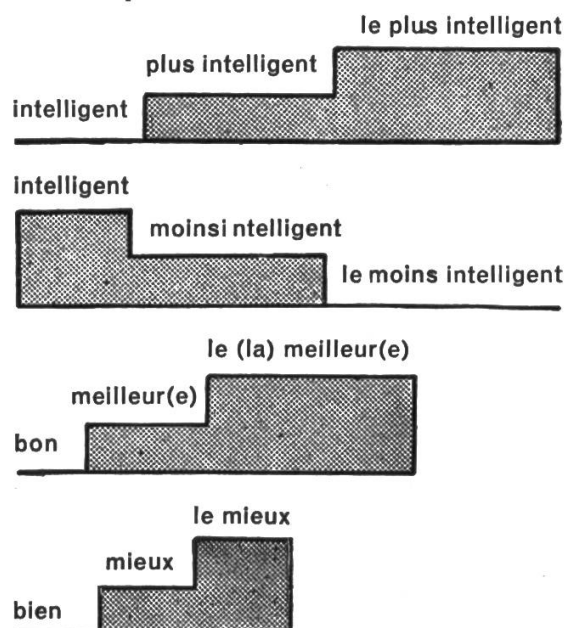 le plus intelligent
plus intelligent
intelligent
intelligent
moinsi ntelligent
le moins intelligent
le (la) meilleur(e)
meilleur(e)
bon
le mieux
mieux
bien